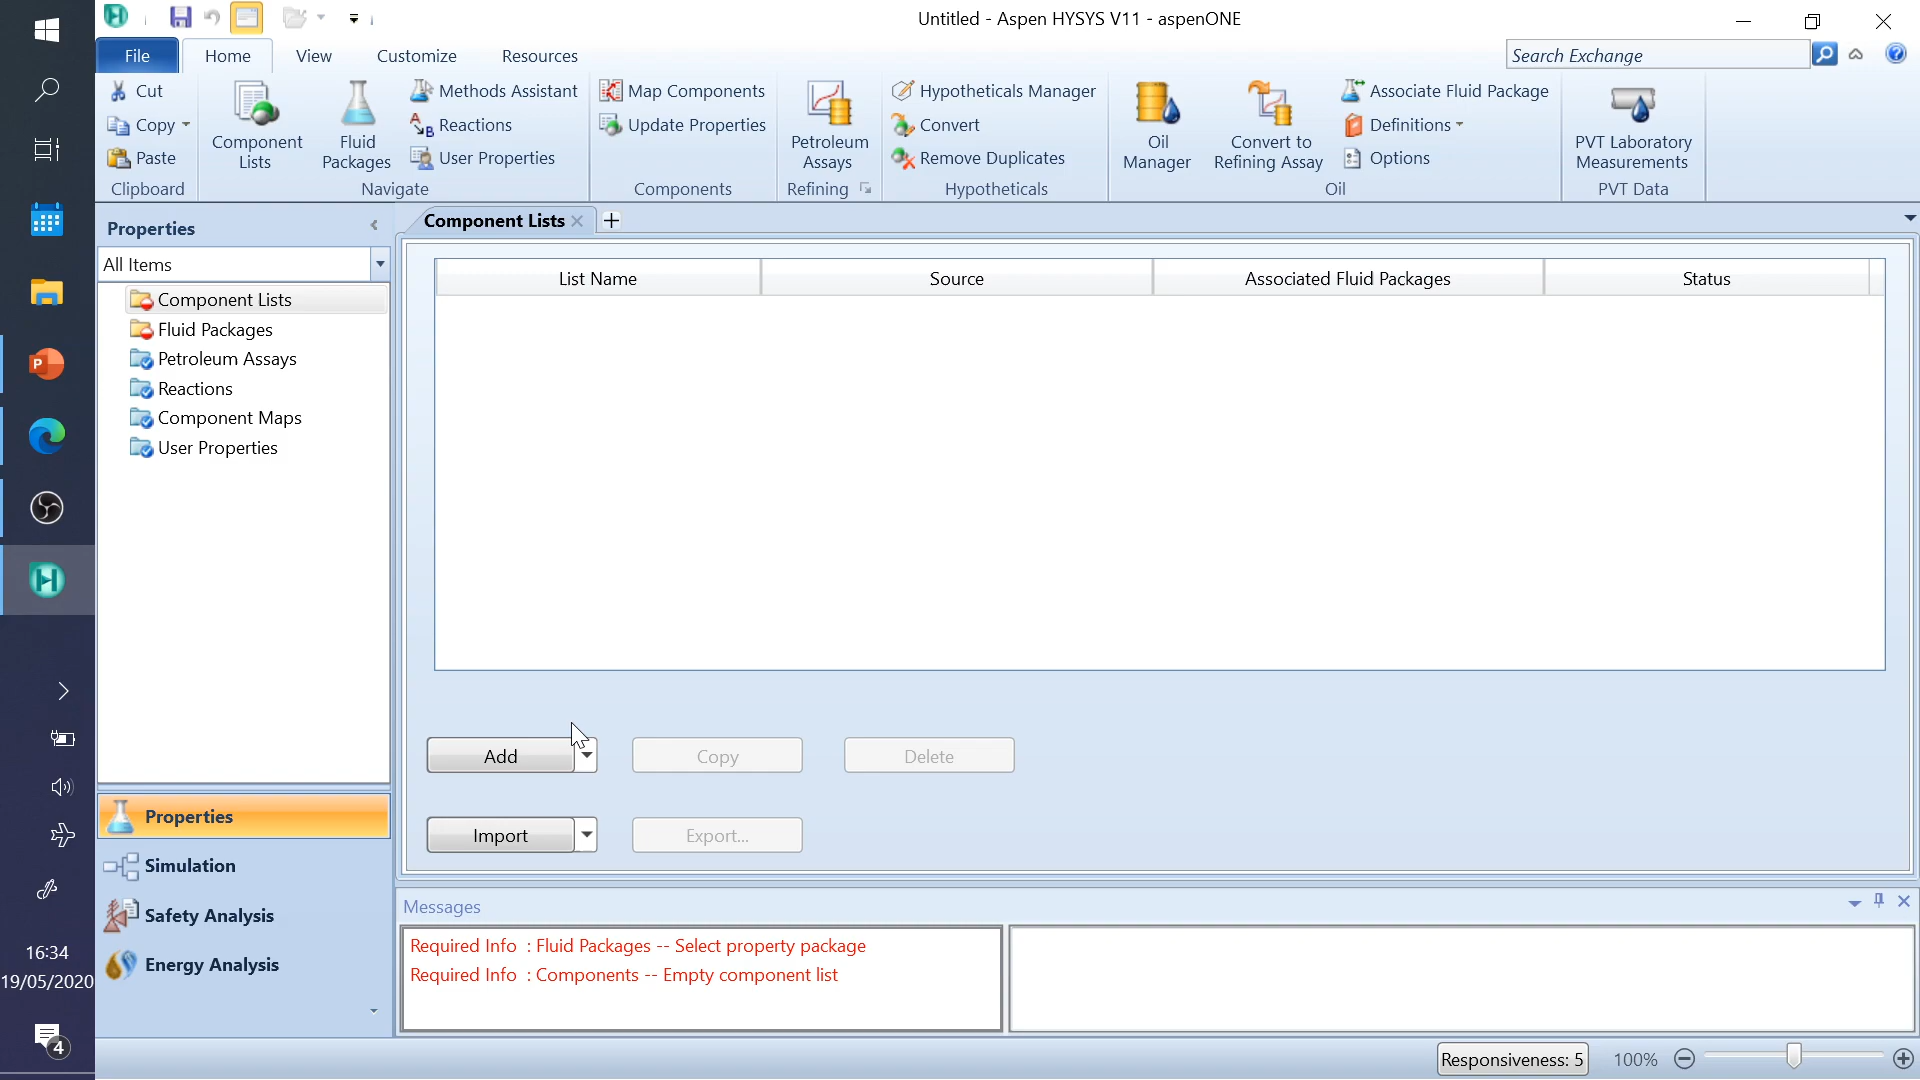 Untitled - Aspen HYSYS V11 - aspenONE
File
Home
View
Customize
Resources
Search Exchange
Cut
Copy
Paste
Clipboard
Component
Lists
Fluid
Packages
Methods Assistant
Reactions
User Properties
Navigate
Map Components
Update Properties
Components
Petroleum
Assays
Refining
Hypotheticals Manager
Convert
Remove Duplicates
Hypotheticals
Oil
Manager
Convert to
Refining Assay
Associate Fluid Package
Definitions
Options
Oil
PVT Laboratory
Measurements
PVT Data
Properties
All Items
Component Lists
Fluid Packages
Petroleum Assays
Reactions
Component Maps
User Properties
Properties
Simulation
Safety Analysis
Energy Analysis
Component Lists
List Name
Source
Associated Fluid Packages
Status
Add
Copy
Delete
Import
Export...
Messages
Required Info : Fluid Packages -- Select property package
Required Info : Components -- Empty component list
Responsiveness: 5
100%
16:34
19/05/2020
4